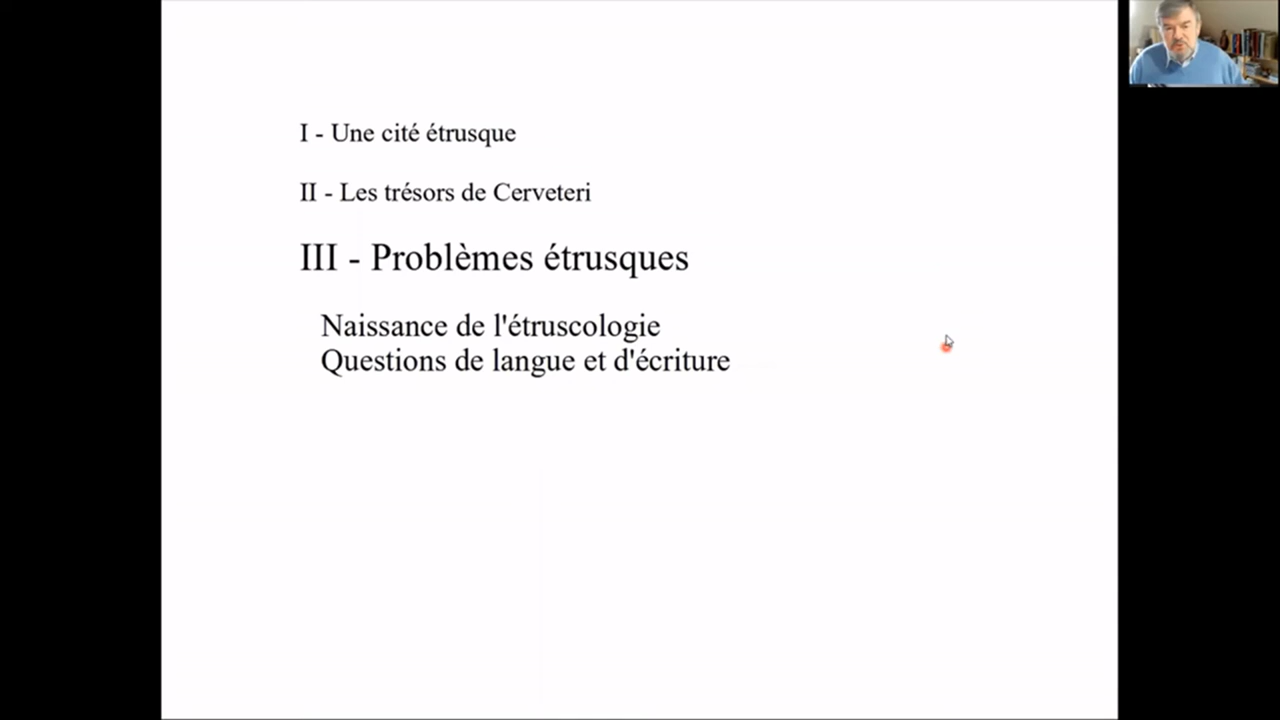 I - Une cité étrusque
II - Les trésors de Cerveteri
III - Problèmes étrusques
Naissance de l'étruscologie
Questions de langue et d'écriture